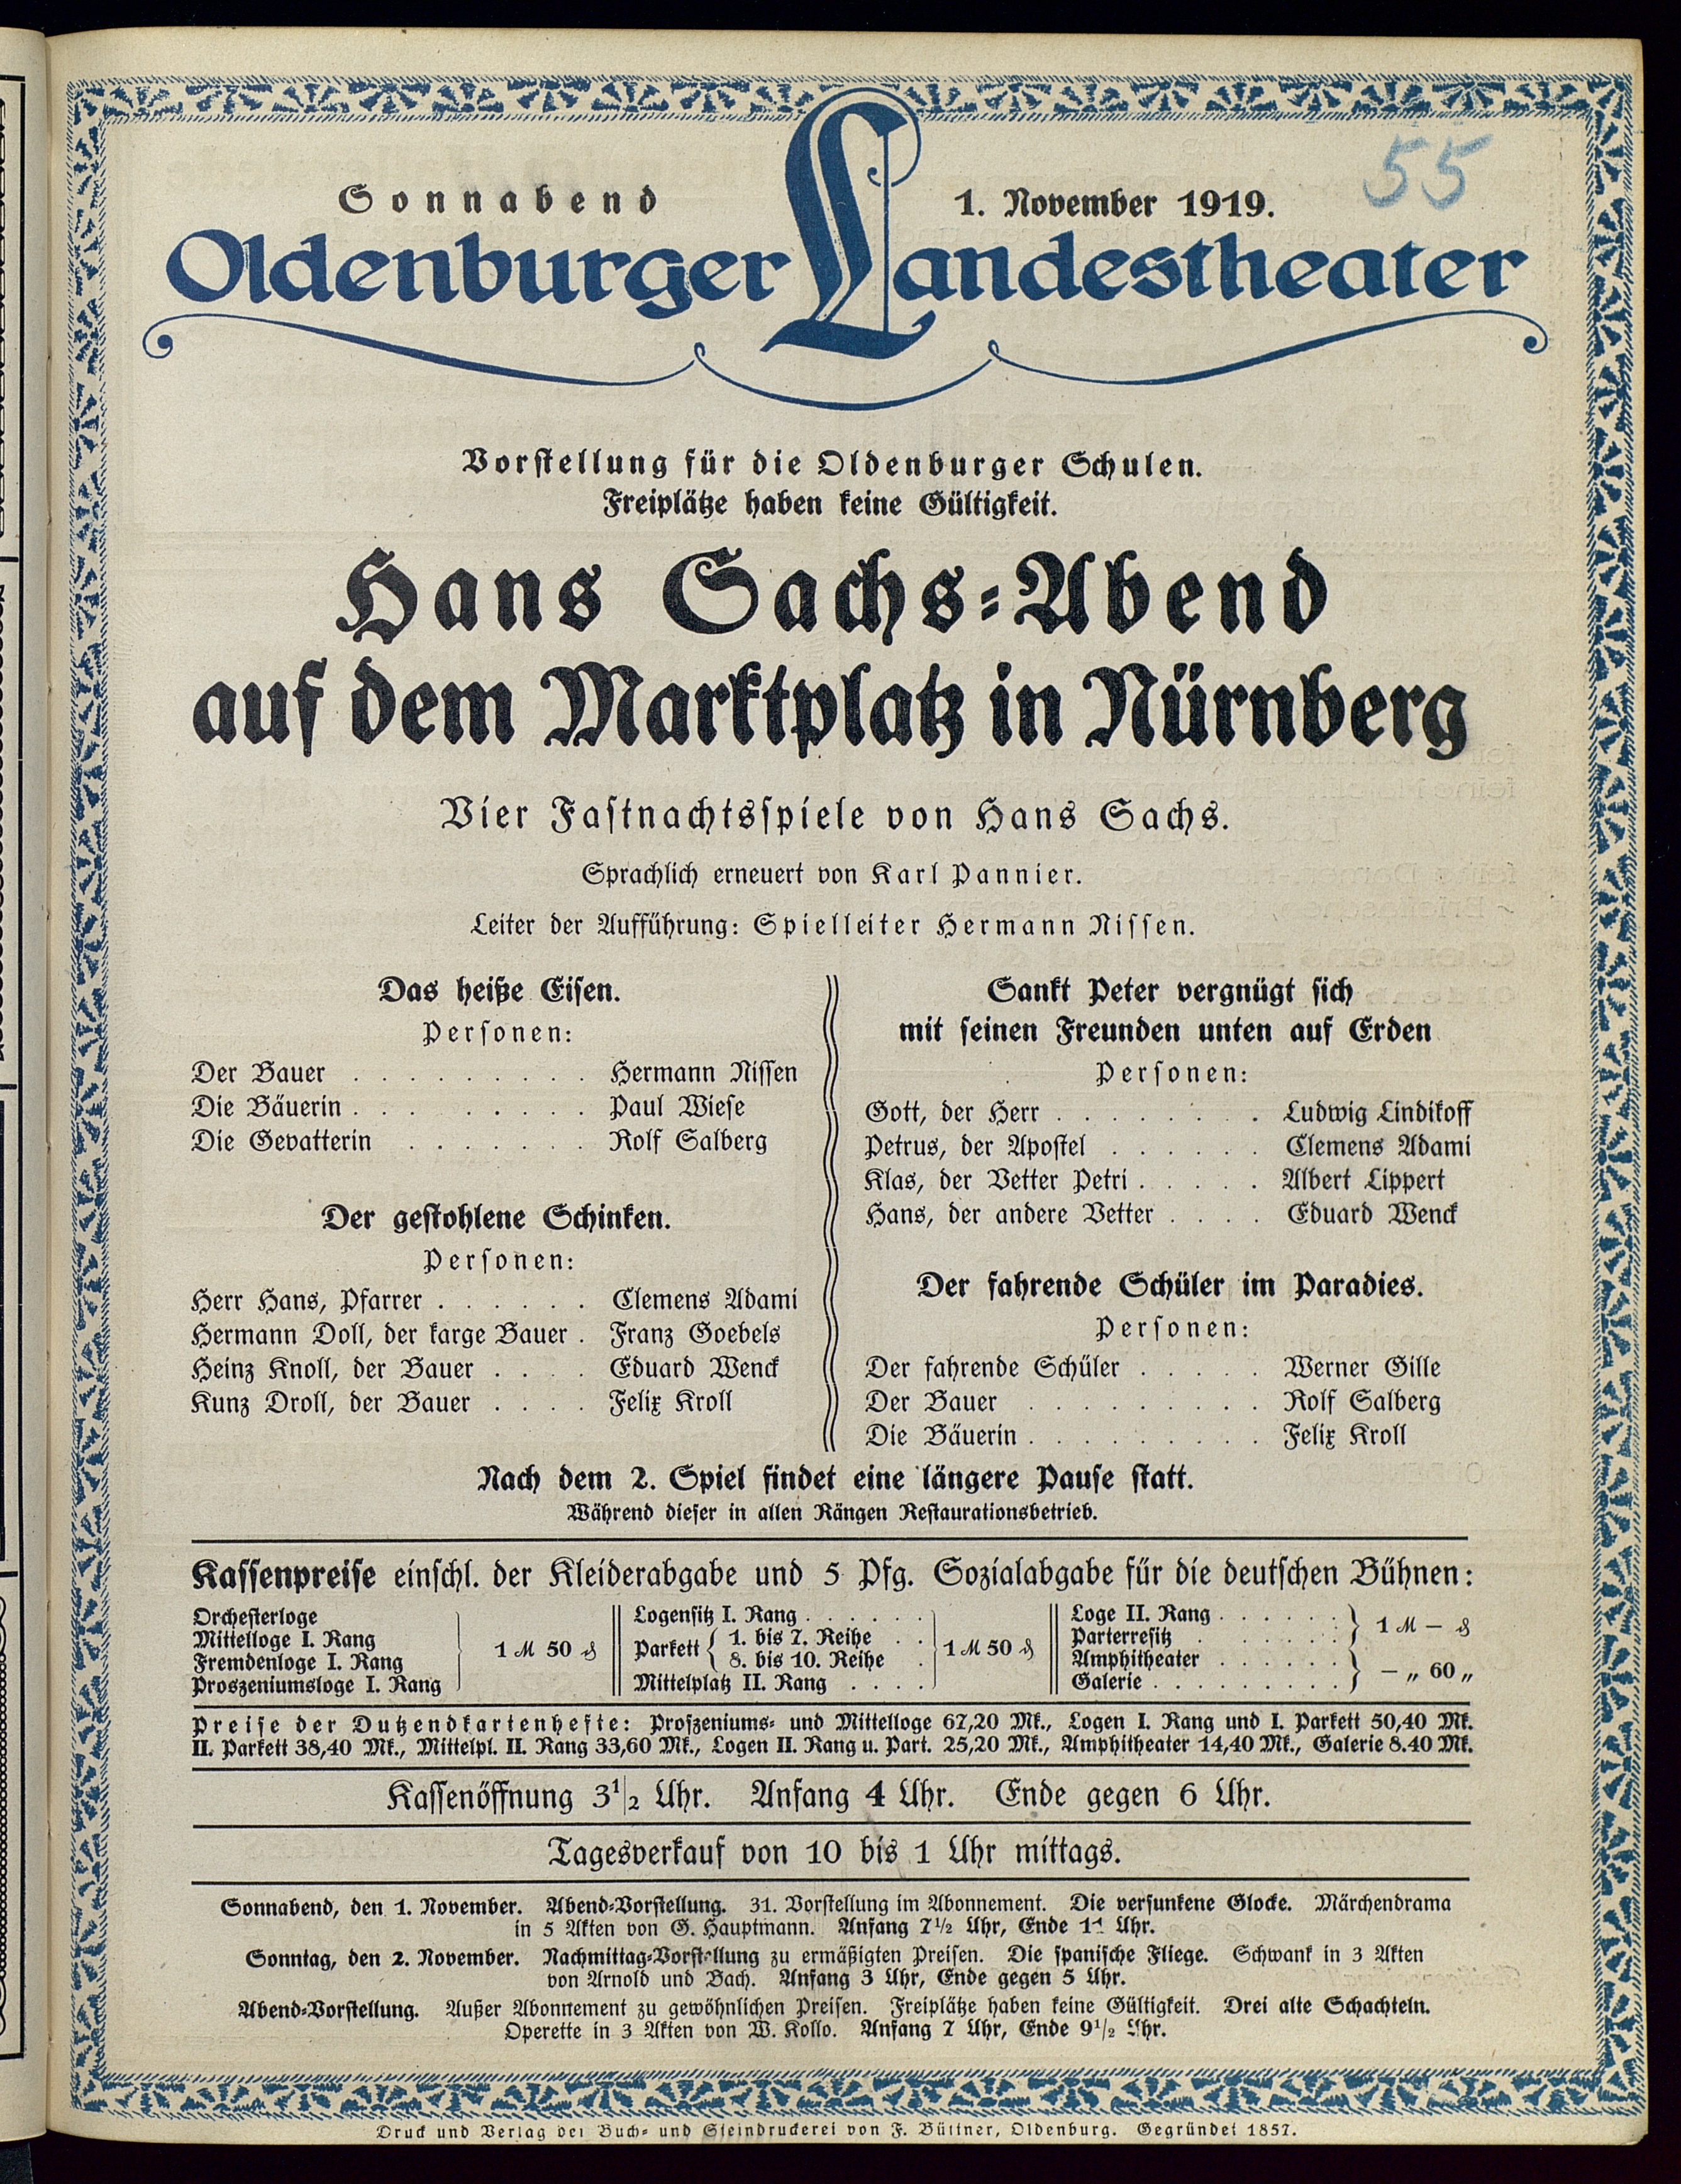 55
Sonnabend 1. November 1919.
Oldenburger Landestheater
Vorstellung für die Oldenburger Schulen.
Freiplätze haben keine Gültigkeit.
Hans Sachs-Abend
auf dem Marktplatz in Nürnberg
Vier Fastnachtsspiele von Hans Sachs.
Sprachlich erneuert von Karl Pannier.
Leiter der Aufführung: Spielleiter Hermann Nissen.
Das heiße Eisen.
Personen:
Der Bauer . . . . . . . . . Hermann Nissen
Die Bäuerin . . . . . . . . Paul Wiese
Die Gevatterin . . . . . . . Rolf Salberg
Der gestohlene Schinken.
Personen:
Herr Hans, Pfarrer . . . . . . Clemens Adami
Hermann Doll, der karge Bauer . Franz Goebels
Heinz Knoll, der Bauer . . . . Eduard Wenck
Kunz Droll, der Bauer . . . . Felix Kroll
Sankt Peter vergnügt sich
mit seinen Freunden unten auf Erden
Personen:
Gott, der Herr . . . . . . . . Ludwig Lindikoff
Petrus, der Apostel . . . . . . Clemens Adami
Klas, der Vetter Petri . . . . . Albert Lippert
Hans, der andere Vetter . . . . Eduard Wenck
Der fahrende Schüler im Paradies.
Personen:
Der fahrende Schüler . . . . . Werner Gille
Der Bauer . . . . . . . . . Rolf Salberg
Die Bäuerin . . . . . . . . . Felix Kroll
Nach dem 2. Spiel findet eine längere Pause statt.
Während dieser in allen Rängen Restaurationsbetrieb.
Kassenpreise einschl. der Kleiderabgabe und 5 Pfg. Sozialabgabe für die deutschen Bühnen:
Orchesterloge
Mittelloge I. Rang
Fremdenloge I. Rang
Proszeniumsloge I. Rang
1 ℳ 50 ₰
Logensitz I. Rang . . . . . .
Parkett { 1. bis 7. Reihe . .
8. bis 10. Reihe .
Mittelplatz II. Rang . . . .
1 ℳ 50 ₰
Loge II. Rang . . . . . .
Parterresitz . . . . . .
1 ℳ — ₰
Amphitheater . . . . . .
Galerie . . . . . . . . .
— „ 60 „
Preise der Dutzendkartenhefte: Proszeniums- und Mittelloge 67,20 Mk., Logen I. Rang und I. Parkett 50,40 Mk.
II. Parkett 38,40 Mk., Mittelpl. II. Rang 33,60 Mk., Logen II. Rang u. Part. 25,20 Mk., Amphitheater 14,40 Mk., Galerie 8.40 Mk.
Kassenöffnung 3 1/2 Uhr. Anfang 4 Uhr. Ende gegen 6 Uhr.
Tagesverkauf von 10 bis 1 Uhr mittags.
Sonnabend, den 1. November. Abend-Vorstellung. 31. Vorstellung im Abonnement. Die versunkene Glocke. Märchendrama
in 5 Akten von G. Hauptmann. Anfang 7 1/2 Uhr, Ende 11 Uhr.
Sonntag, den 2. November. Nachmittag-Vorstellung zu ermäßigten Preisen. Die spanische Fliege. Schwank in 3 Akten
von Arnold und Bach. Anfang 3 Uhr, Ende gegen 5 Uhr.
Abend-Vorstellung. Außer Abonnement zu gewöhnlichen Preisen. Freiplätze haben keine Gültigkeit. Drei alte Schachteln.
Operette in 3 Akten von W. Kollo. Anfang 7 Uhr, Ende 9 1/2 Uhr.
Druck und Verlag der Buch- und Steindruckerei von F. Büttner, Oldenburg. Gegründet 1857.